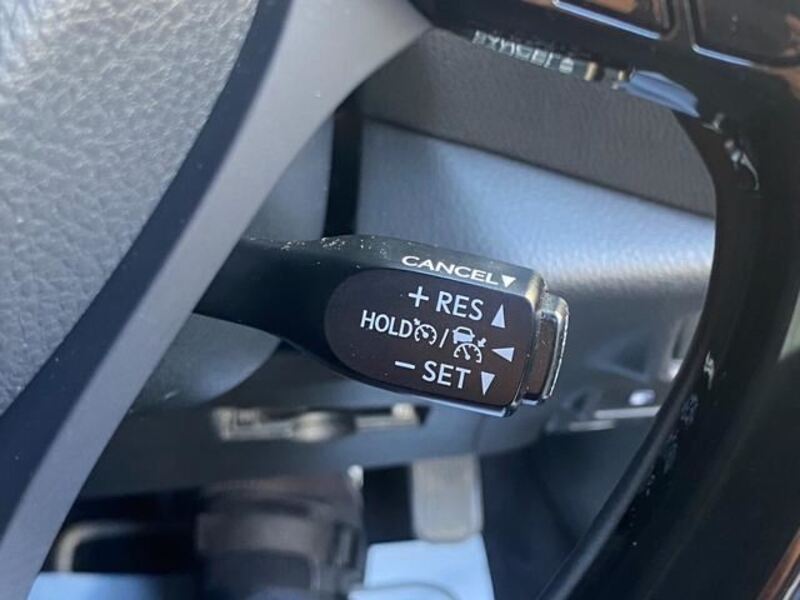 CANCEL▼
+ RES ▲
HOLD / ◀
− SET ▼